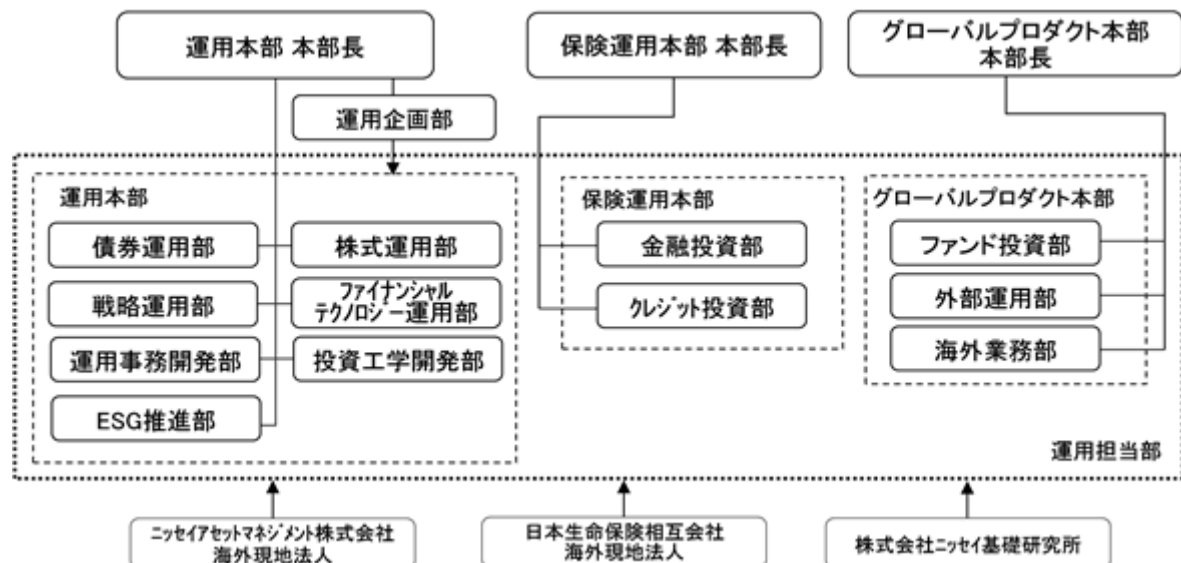 運用本部 本部長
保険運用本部 本部長
グローバルプロダクト本部
本部長
運用企画部
運用本部
債券運用部
株式運用部
戦略運用部
ファイナンシャル
テクノロジー運用部
運用事務開発部
投資工学開発部
ESG推進部
保険運用本部
金融投資部
クレジット投資部
グローバルプロダクト本部
ファンド投資部
外部運用部
海外業務部
運用担当部
ニッセイアセットマネジメント株式会社
海外現地法人
日本生命保険相互会社
海外現地法人
株式会社ニッセイ基礎研究所